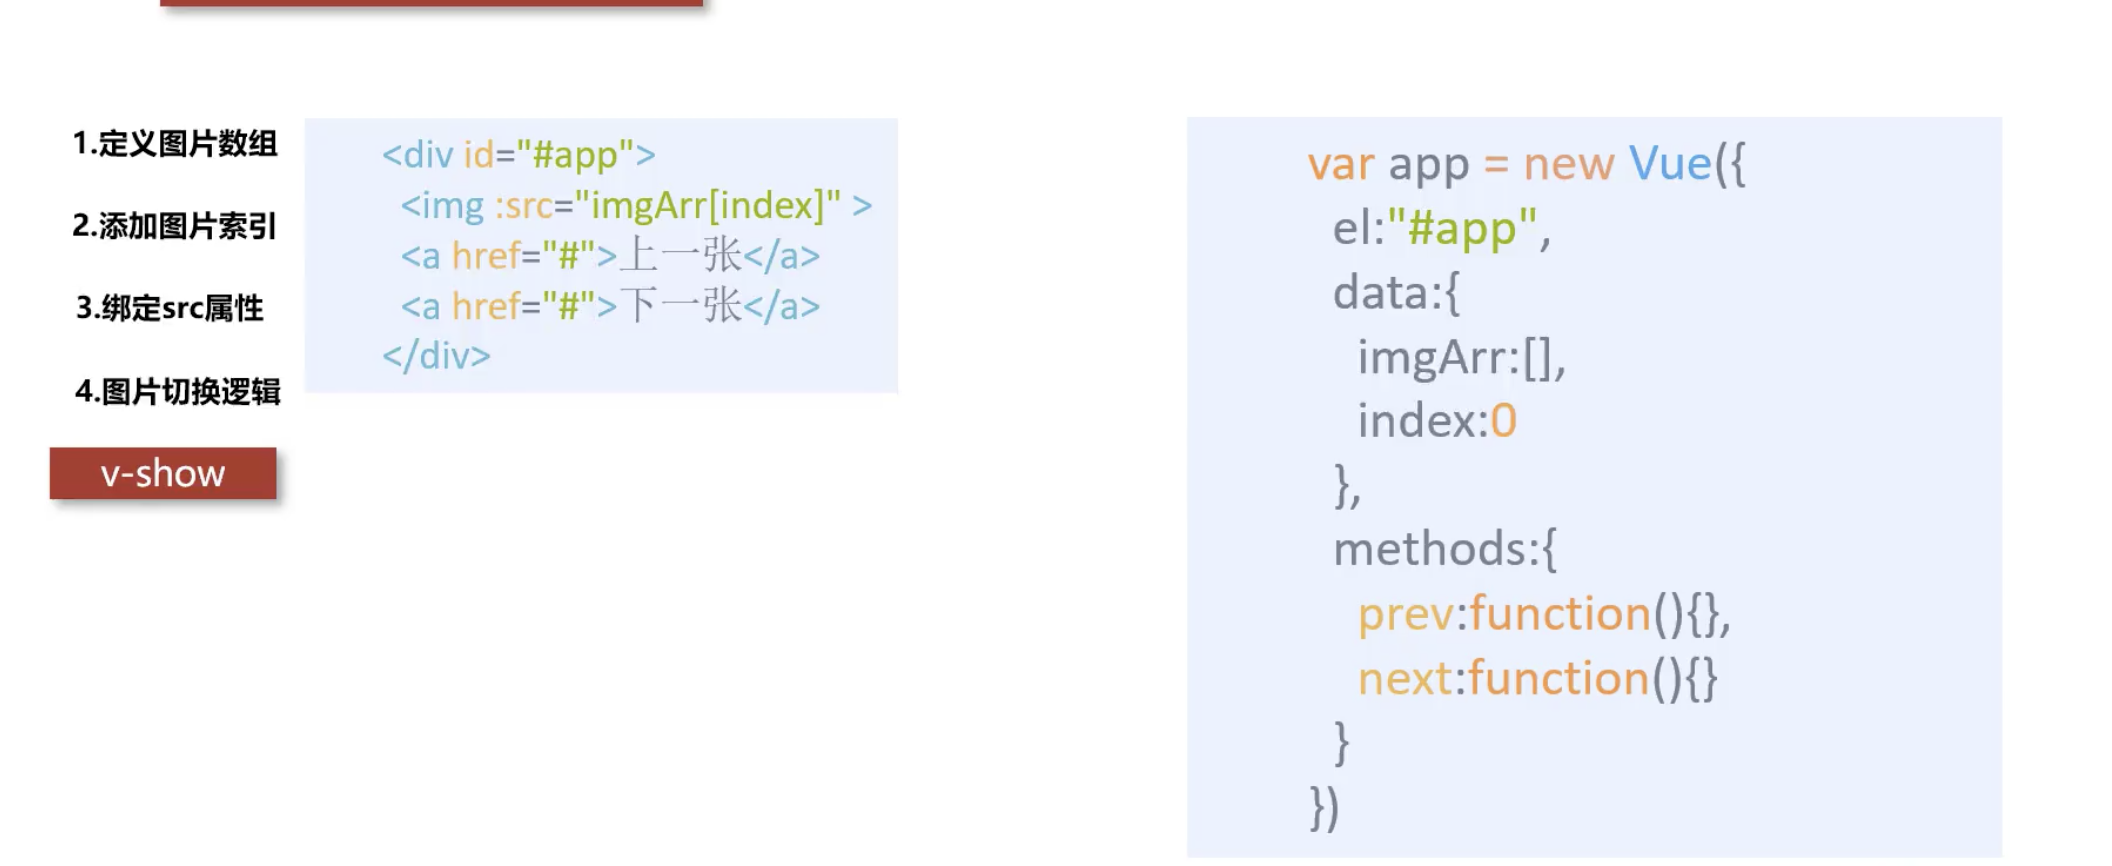 1.定义图片数组
2.添加图片索引
3.绑定src属性
4.图片切换逻辑
v-show
<div id="#app">
<img :src="imgArr[index]" >
<a href="#">上一张</a>
<a href="#">下一张</a>
</div>
var app = new Vue({
el:"#app",
data:{
imgArr:[],
index:0
},
methods:{
prev:function(){},
next:function(){}
}
})